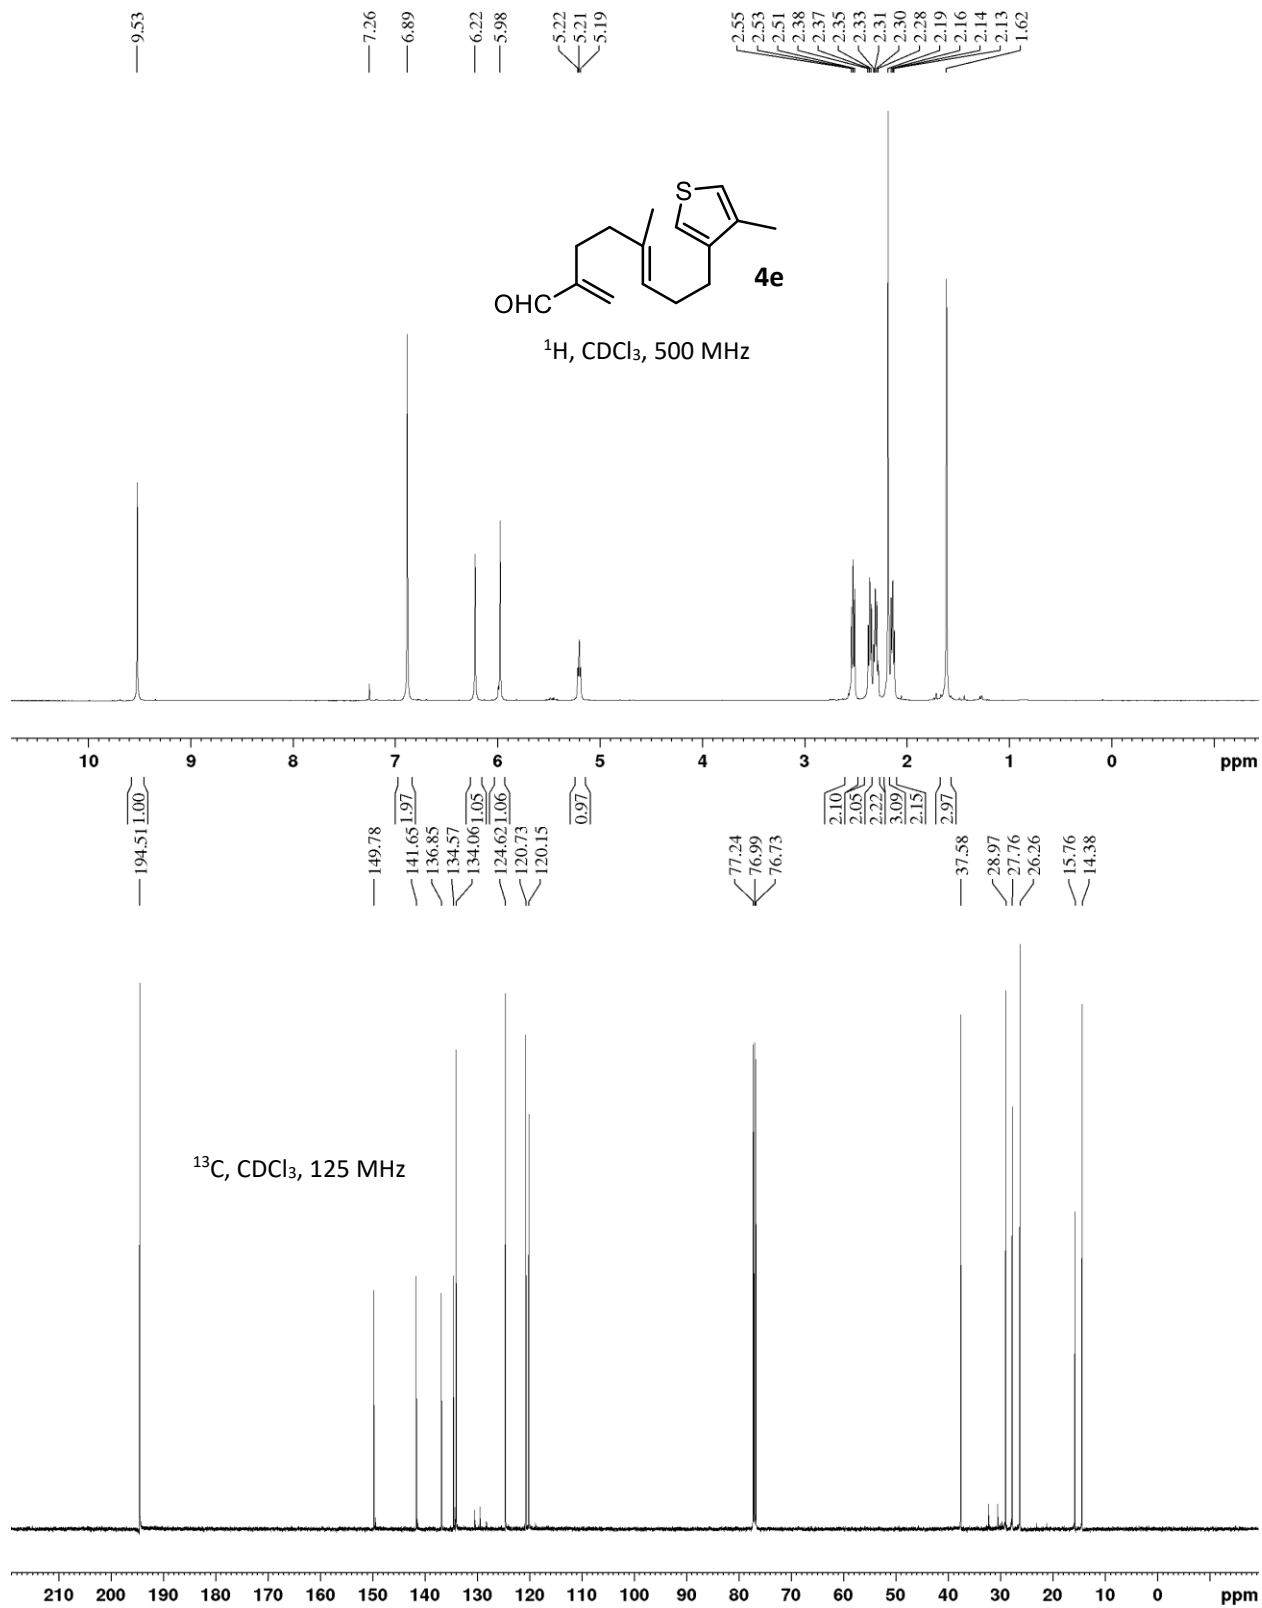 9.53 7.26 6.89 6.22 5.98 5.22 5.21 5.19 2.55 2.53 2.51 2.38 2.37 2.35 2.33 2.31 2.30 2.28 2.19 2.16 2.14 2.13 1.62
S
4e
OHC
¹H, CDCl₃, 500 MHz
10 9 8 7 6 5 4 3 2 1 0 ppm
1.00 1.97 1.05 1.06 0.97 2.10 2.05 2.22 3.09 2.15 2.97
194.51 149.78 141.65 136.85 134.57 134.06 124.62 120.73 120.15 77.24 76.99 76.73 37.58 28.97 27.76 26.26 15.76 14.38
¹³C, CDCl₃, 125 MHz
210 200 190 180 170 160 150 140 130 120 110 100 90 80 70 60 50 40 30 20 10 0 ppm